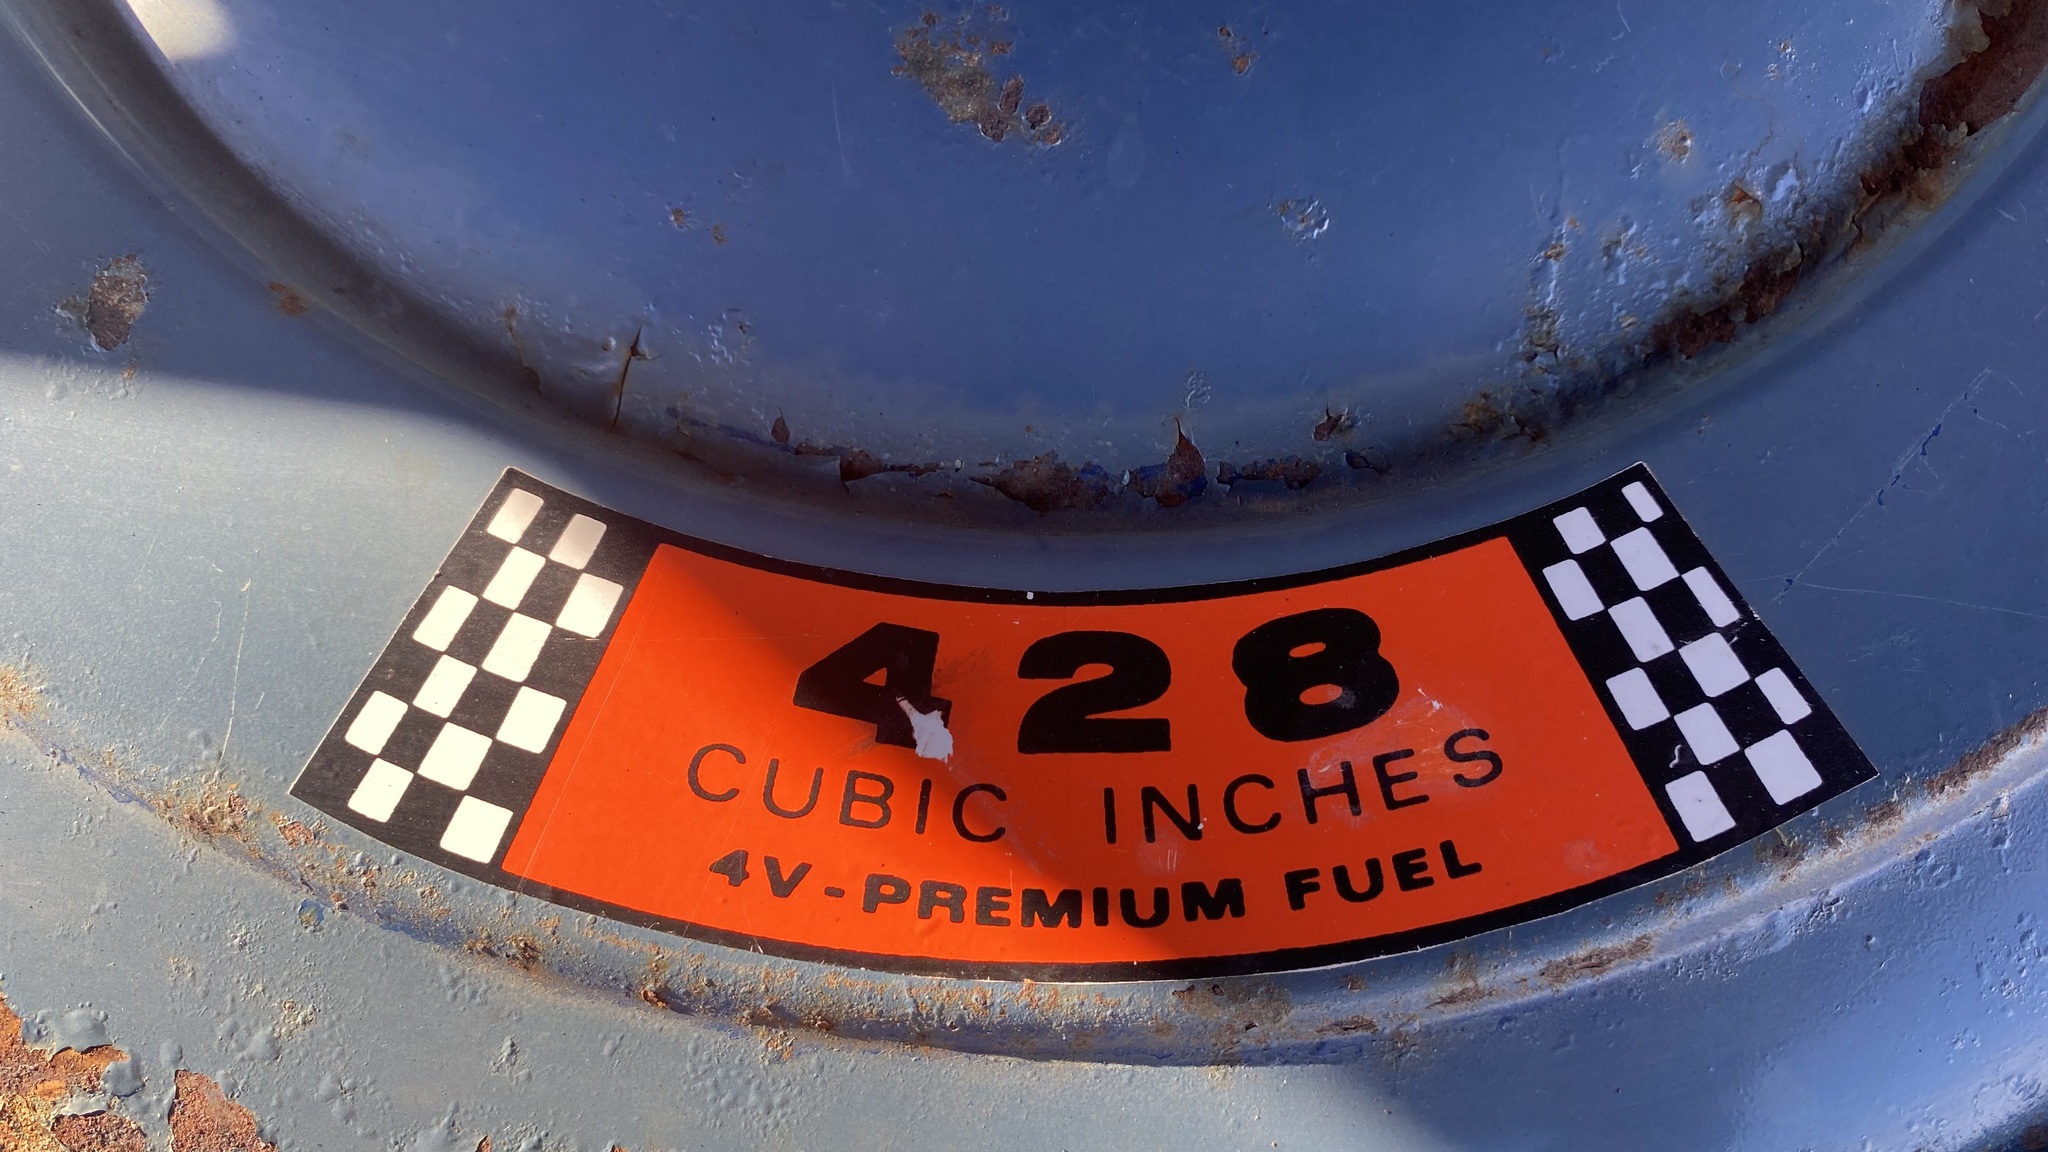 428
CUBIC INCHES
4V-PREMIUM FUEL